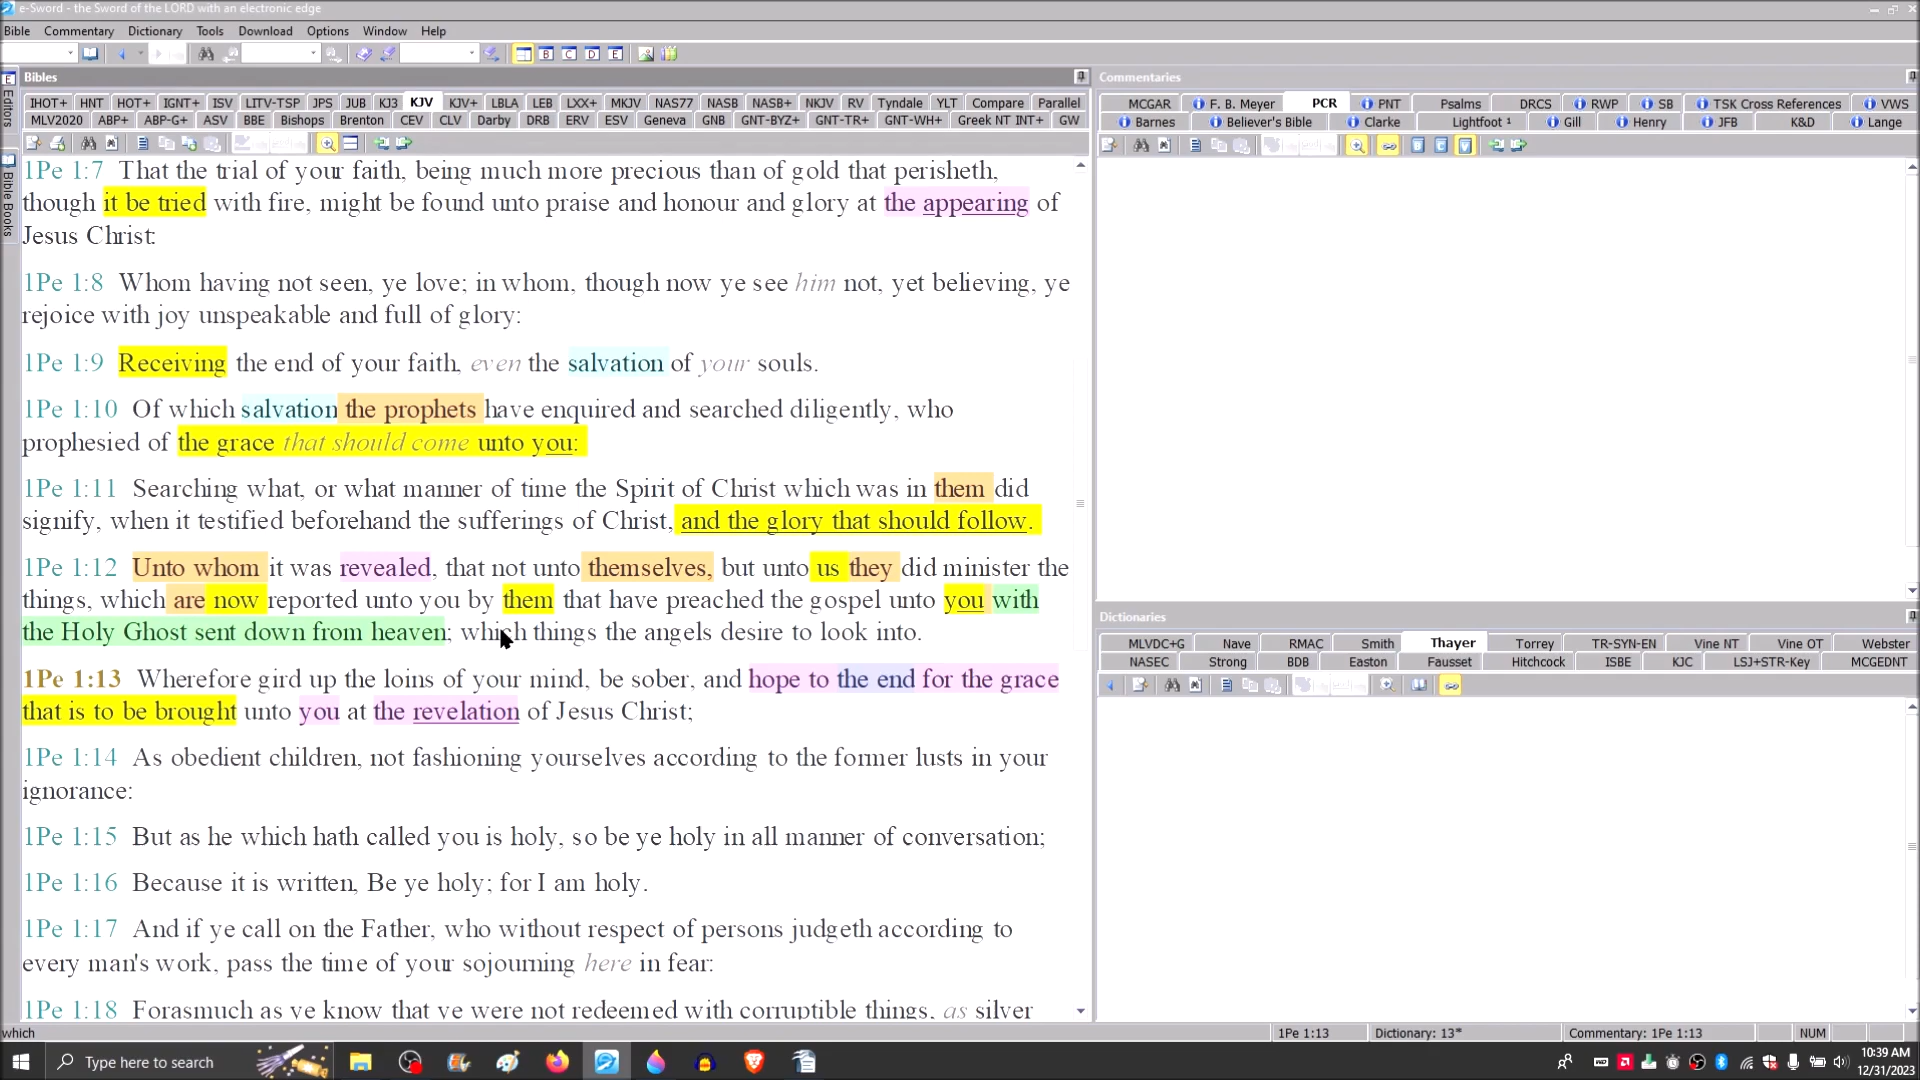 e-Sword - the Sword of the LORD with an electronic edge
Bible Commentary Dictionary Tools Download Options Window Help
B C D E
Bibles
IHOT+ HNT HOT+ IGNT+ ISV LITV-TSP JPS JUB KJ3 KJV KJV+ LBLA LEB LXX+ MKJV NAS77 NASB NASB+ NKJV RV Tyndale YLT Compare Parallel
MLV2020 ABP+ ABP-G+ ASV BBE Bishops Brenton CEV CLV Darby DRB ERV ESV Geneva GNB GNT-BYZ+ GNT-TR+ GNT-WH+ Greek NT INT+ GW
E Editors
Bible Books
1Pe 1:7 That the trial of your faith, being much more precious than of gold that perisheth,
though it be tried with fire, might be found unto praise and honour and glory at the appearing of
Jesus Christ:
1Pe 1:8 Whom having not seen, ye love; in whom, though now ye see him not, yet believing, ye
rejoice with joy unspeakable and full of glory:
1Pe 1:9 Receiving the end of your faith, even the salvation of your souls.
1Pe 1:10 Of which salvation the prophets have enquired and searched diligently, who
prophesied of the grace that should come unto you:
1Pe 1:11 Searching what, or what manner of time the Spirit of Christ which was in them did
signify, when it testified beforehand the sufferings of Christ, and the glory that should follow.
1Pe 1:12 Unto whom it was revealed, that not unto themselves, but unto us they did minister the
things, which are now reported unto you by them that have preached the gospel unto you with
the Holy Ghost sent down from heaven; which things the angels desire to look into.
1Pe 1:13 Wherefore gird up the loins of your mind, be sober, and hope to the end for the grace
that is to be brought unto you at the revelation of Jesus Christ;
1Pe 1:14 As obedient children, not fashioning yourselves according to the former lusts in your
ignorance:
1Pe 1:15 But as he which hath called you is holy, so be ye holy in all manner of conversation;
1Pe 1:16 Because it is written, Be ye holy; for I am holy.
1Pe 1:17 And if ye call on the Father, who without respect of persons judgeth according to
every man's work, pass the time of your sojourning here in fear:
1Pe 1:18 Forasmuch as ye know that ye were not redeemed with corruptible things, as silver
Commentaries
MCGAR F. B. Meyer PCR PNT Psalms DRCS RWP SB TSK Cross References VWS
Barnes Believer's Bible Clarke Lightfoot ¹ Gill Henry JFB K&D Lange
B C V
Dictionaries
MLVDC+G Nave RMAC Smith Thayer Torrey TR-SYN-EN Vine NT Vine OT Webster
NASEC Strong BDB Easton Fausset Hitchcock ISBE KJC LSJ+STR-Key MCGEDNT
which 1Pe 1:13 Dictionary: 13* Commentary: 1Pe 1:13 NUM
Type here to search
10:39 AM
12/31/2023